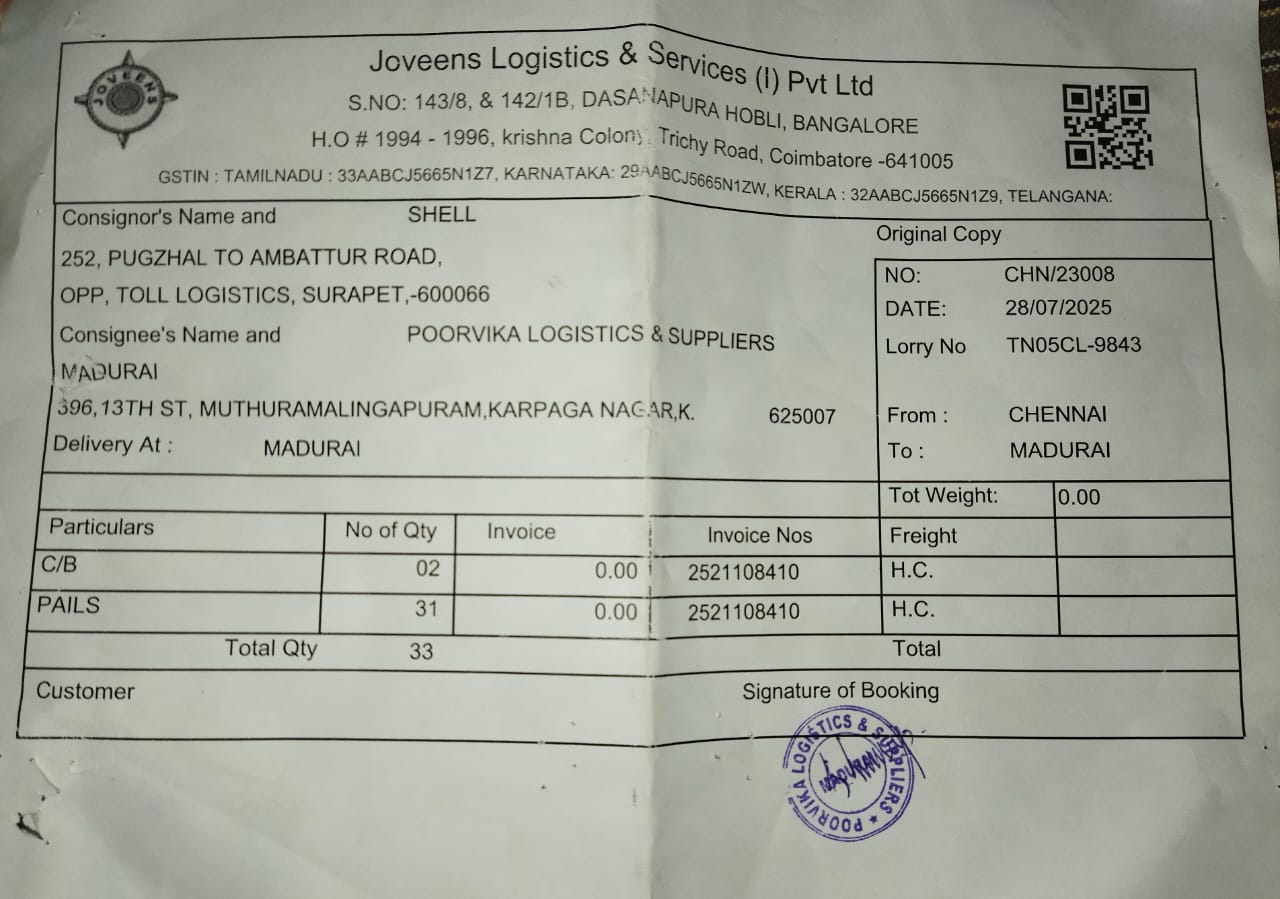 JOVEENS
Joveens Logistics & Services (I) Pvt Ltd
S.NO: 143/8, & 142/1B, DASANAPURA HOBLI, BANGALORE
H.O # 1994 - 1996, krishna Colony, Trichy Road, Coimbatore -641005
GSTIN : TAMILNADU : 33AABCJ5665N1Z7, KARNATAKA: 29AABCJ5665N1ZW, KERALA : 32AABCJ5665N1Z9, TELANGANA:
Consignor's Name and SHELL
252, PUGZHAL TO AMBATTUR ROAD,
OPP, TOLL LOGISTICS, SURAPET,-600066
Consignee's Name and POORVIKA LOGISTICS & SUPPLIERS
MADURAI
396,13TH ST, MUTHURAMALINGAPURAM,KARPAGA NAGAR,K. 625007
Delivery At : MADURAI
Original Copy
NO: CHN/23008
DATE: 28/07/2025
Lorry No TN05CL-9843
From : CHENNAI
To : MADURAI
Tot Weight: 0.00
Particulars No of Qty Invoice Invoice Nos Freight
C/B 02 0.00 2521108410 H.C.
PAILS 31 0.00 2521108410 H.C.
Total Qty 33 Total
Customer Signature of Booking
POORVIKA LOGISTICS & SUPPLIERS ★
MADURAI